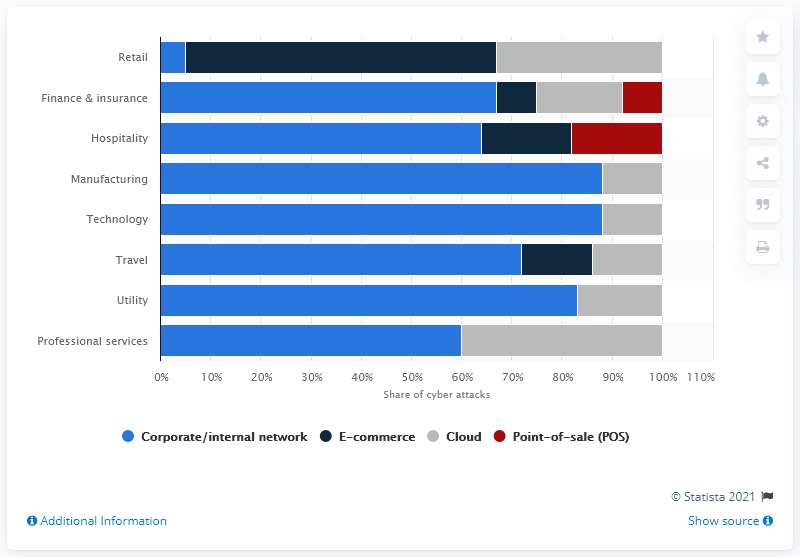 Retail
Finance & insurance
Hospitality
Manufacturing
Technology
Travel
Utility
Professional services
0% 10% 20% 30% 40% 50% 60% 70% 80% 90% 100% 110%
Share of cyber attacks
Corporate/internal network E-commerce Cloud Point-of-sale (POS)
© Statista 2021
Additional Information Show source